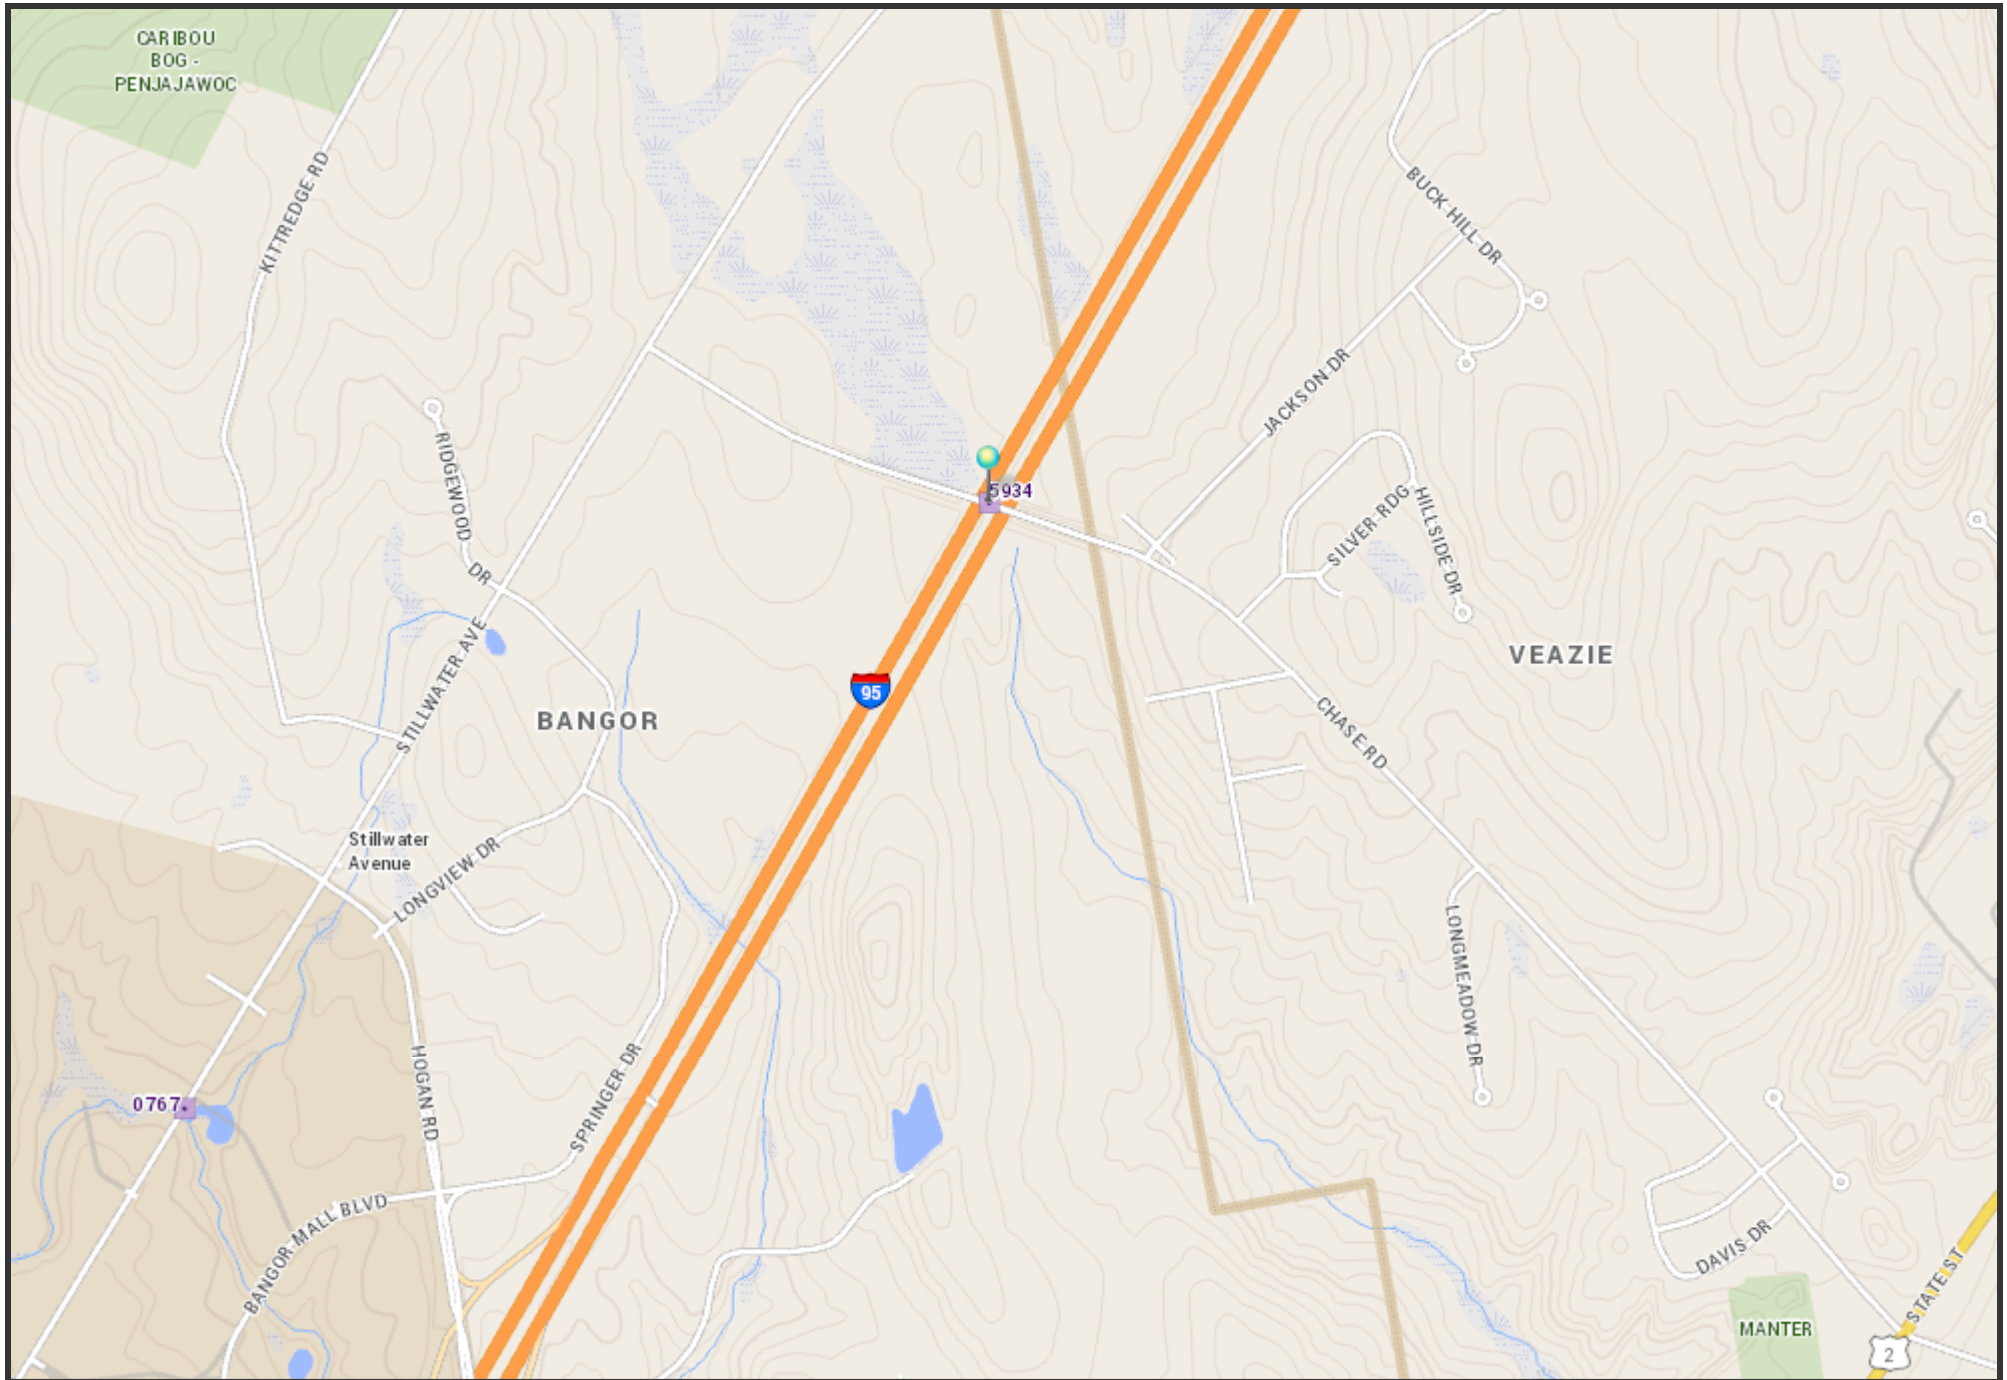 CARIBOU
BOG -
PENJAJAWOC
KITTREDGE RD
BUCK HILL DR
JACKSON DR
RIDGEWOOD DR
5934
SILVER RDG
HILLSIDE DR
STILLWATER AVE
VEAZIE
95
BANGOR
CHASE RD
Stillwater
Avenue
LONGVIEW DR
LONGMEADOW DR
HOGAN RD
SPRINGER DR
0767
BANGOR MALL BLVD
DAVIS DR
STATE ST
MANTER
2